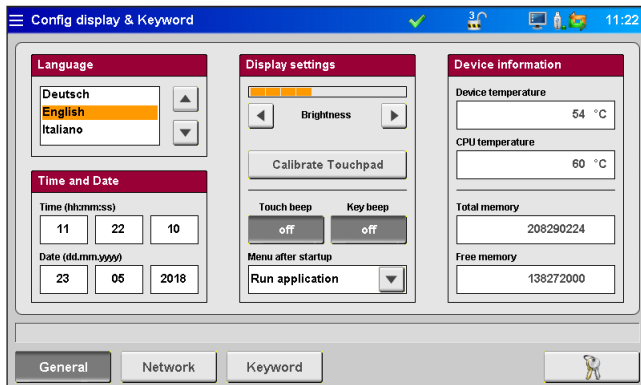 Config display & Keyword
3
11:22
Language
Deutsch
English
Italiano
Time and Date
Time (hh:mm:ss)
11 22 10
Date (dd.mm.yyyy)
23 05 2018
Display settings
Brightness
Calibrate Touchpad
Touch beep Key beep
off off
Menu after startup
Run application
Device information
Device temperature
54 °C
CPU temperature
60 °C
Total memory
208290224
Free memory
138272000
General Network Keyword